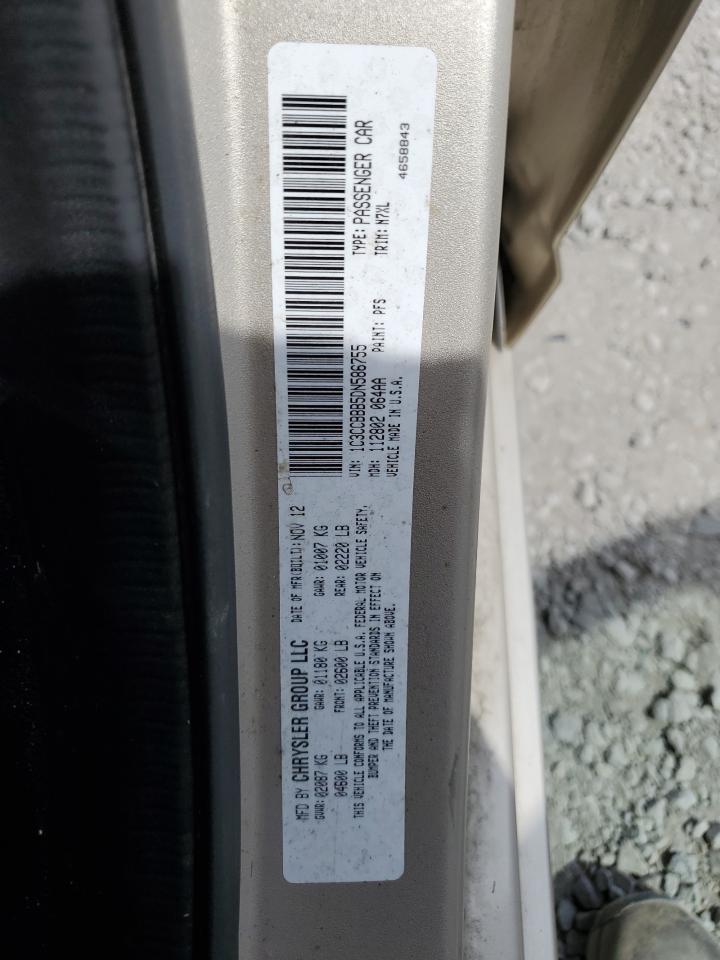 MFD BY CHRYSLER GROUP LLC DATE OF MFR(BUILT): NOV 12
GVWR: 02087 KG GAWR: 01180 KG GAWR: 01007 KG
04600 LB FRONT: 02600 LB REAR: 02220 LB
THIS VEHICLE CONFORMS TO ALL APPLICABLE U.S.A. FEDERAL MOTOR VEHICLE SAFETY,
BUMPER AND THEFT PREVENTION STANDARDS IN EFFECT ON
THE DATE OF MANUFACTURE SHOWN ABOVE.
VIN: 1C3CCBBB5DN586755 TYPE: PASSENGER CAR
MDH: 112802 064AA PAINT: PFS TRIM: M7XL
VEHICLE MADE IN U.S.A.
4658843